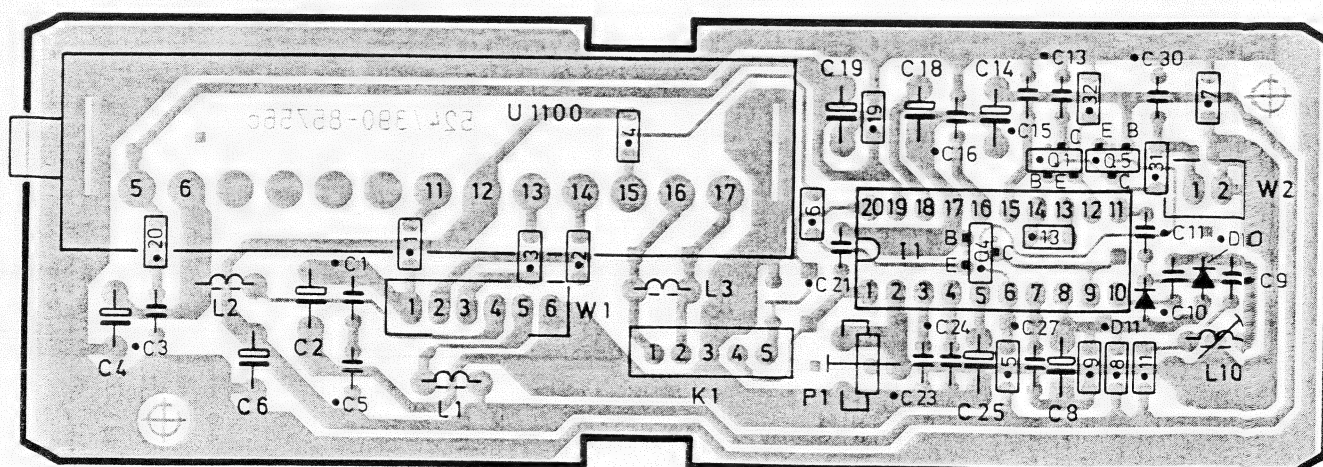 C13 C30
C19 C18 C14
U 1100
5247390-86756
4 19 32 7
C15 C E B
C16
Q1 Q5 31
B E C
5 6 11 12 13 14 15 16 17
1 2 W2
6 20 19 18 17 16 15 14 13 12 11
20 1 3 2
B I1 Q4 C 13 C11 D10
E
C1 L2 L3 C21 C9
1 2 3 4 5 6 W1
1 2 3 4 5 6 7 8 9 10
C10
C4 C3 C2 C24 C27 D11
1 2 3 4 5
5 9 8 11
L10
C6 C5 L1 K1 P1 C23 C25 C8